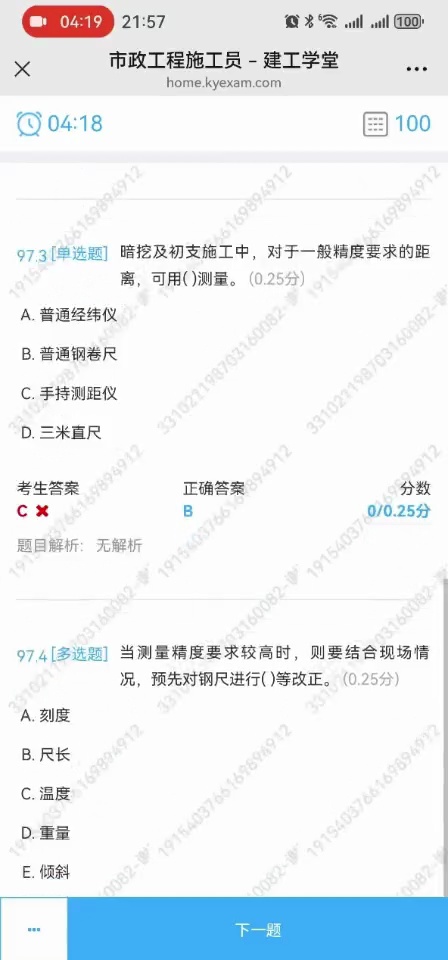 04:19 21:57 100
市政工程施工员 - 建工学堂
home.kyexam.com
04:18 100
97.3 [单选题] 暗挖及初支施工中，对于一般精度要求的距
离，可用( )测量。(0.25分)
A. 普通经纬仪
B. 普通钢卷尺
C. 手持测距仪
D. 三米直尺
考生答案 正确答案 分数
C B 0/0.25分
题目解析: 无解析
97.4 [多选题] 当测量精度要求较高时，则要结合现场情
况，预先对钢尺进行( )等改正。(0.25分)
A. 刻度
B. 尺长
C. 温度
D. 重量
E. 倾斜
下一题